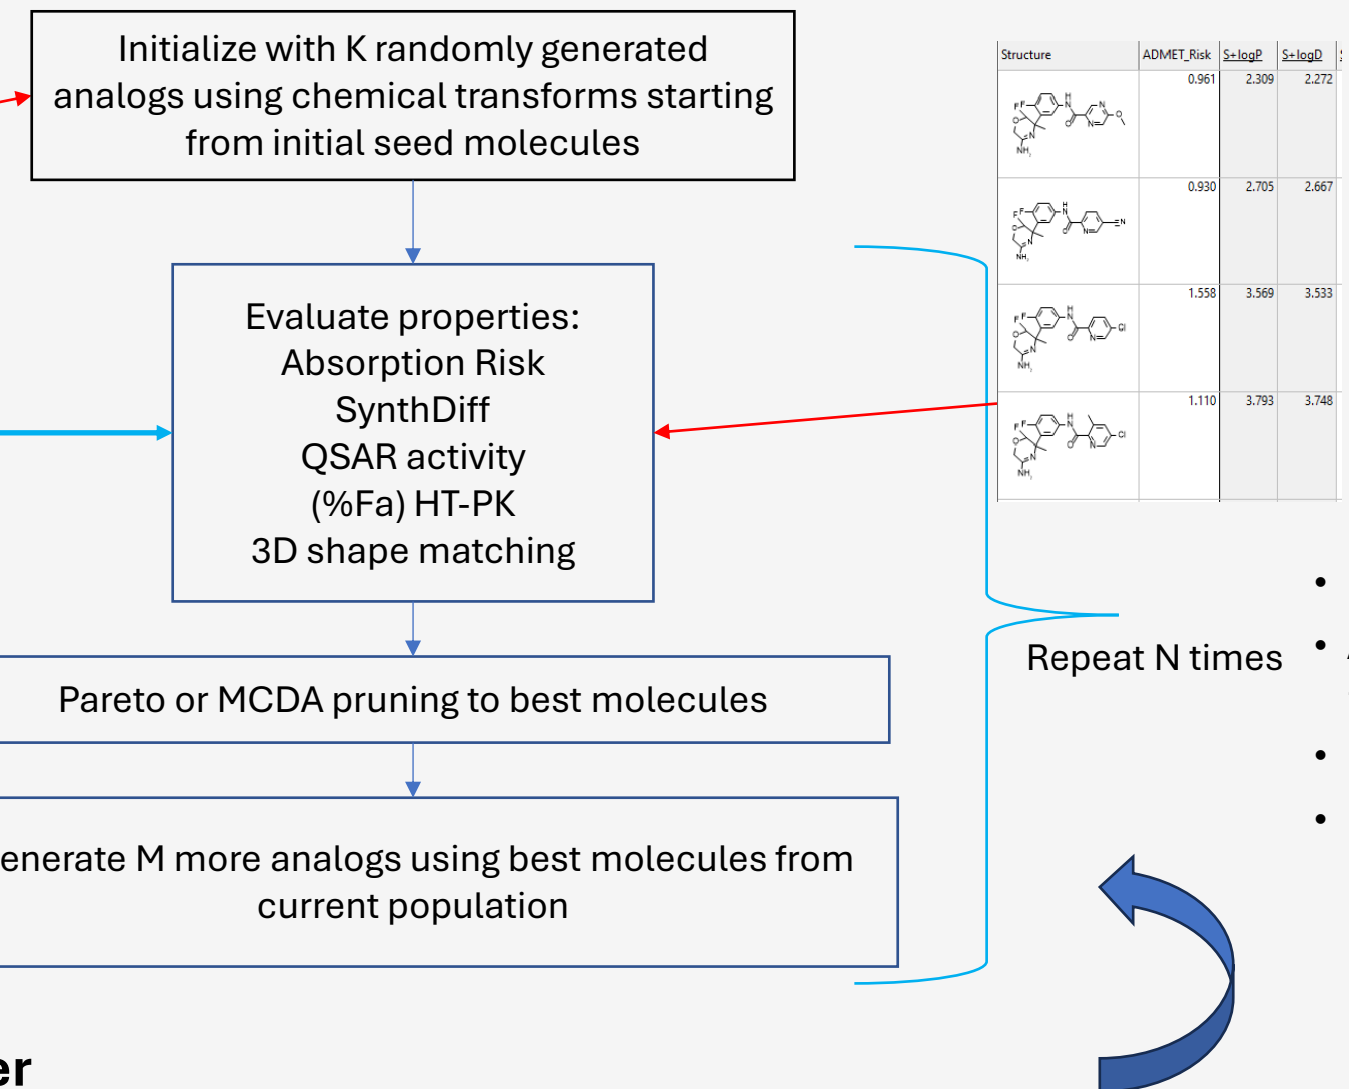 Initialize with K randomly generated
analogs using chemical transforms starting
from initial seed molecules
Evaluate properties:
Absorption Risk
SynthDiff
QSAR activity
(%Fa) HT-PK
3D shape matching
Pareto or MCDA pruning to best molecules
enerate M more analogs using best molecules from
current population
Structure ADMET_Risk S+logP S+logD
0.961 2.309 2.272
0.930 2.705 2.667
1.558 3.569 3.533
1.110 3.793 3.748
Repeat N times
er